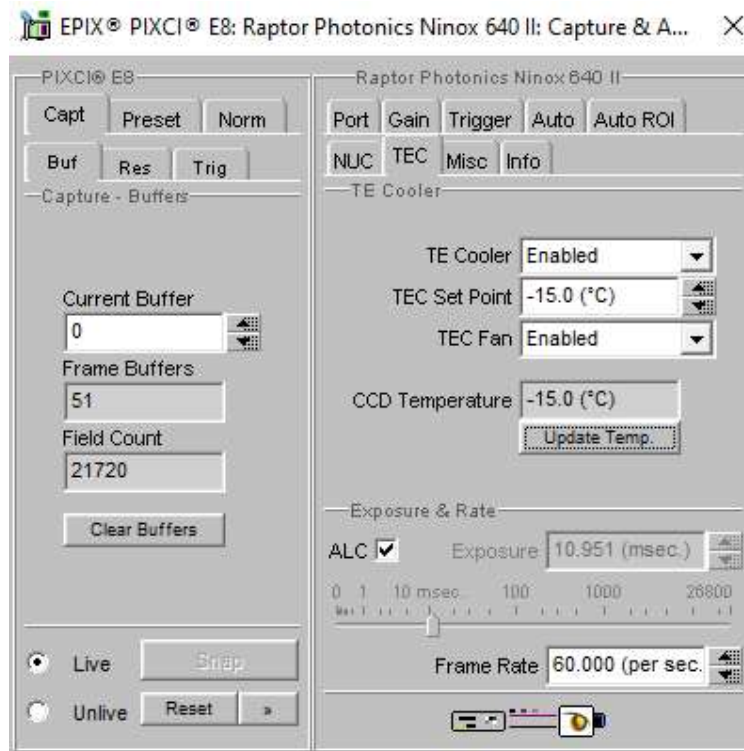 EPIX® PIXCI® E8: Raptor Photonics Ninox 640 II: Capture & A...
PIXCI® E8
Capt Preset Norm
Buf Res Trig
Capture - Buffers
Current Buffer
0
Frame Buffers
51
Field Count
21720
Clear Buffers
Live Snap
Unlive Reset »
Raptor Photonics Ninox 640 II
Port Gain Trigger Auto Auto ROI
NUC TEC Misc Info
TE Cooler
TE Cooler Enabled
TEC Set Point -15.0 (°C)
TEC Fan Enabled
CCD Temperature -15.0 (°C)
Update Temp.
Exposure & Rate
ALC Exposure 10.951 (msec.)
0 1 10 msec. 100 1000 26800
Frame Rate 60.000 (per sec.